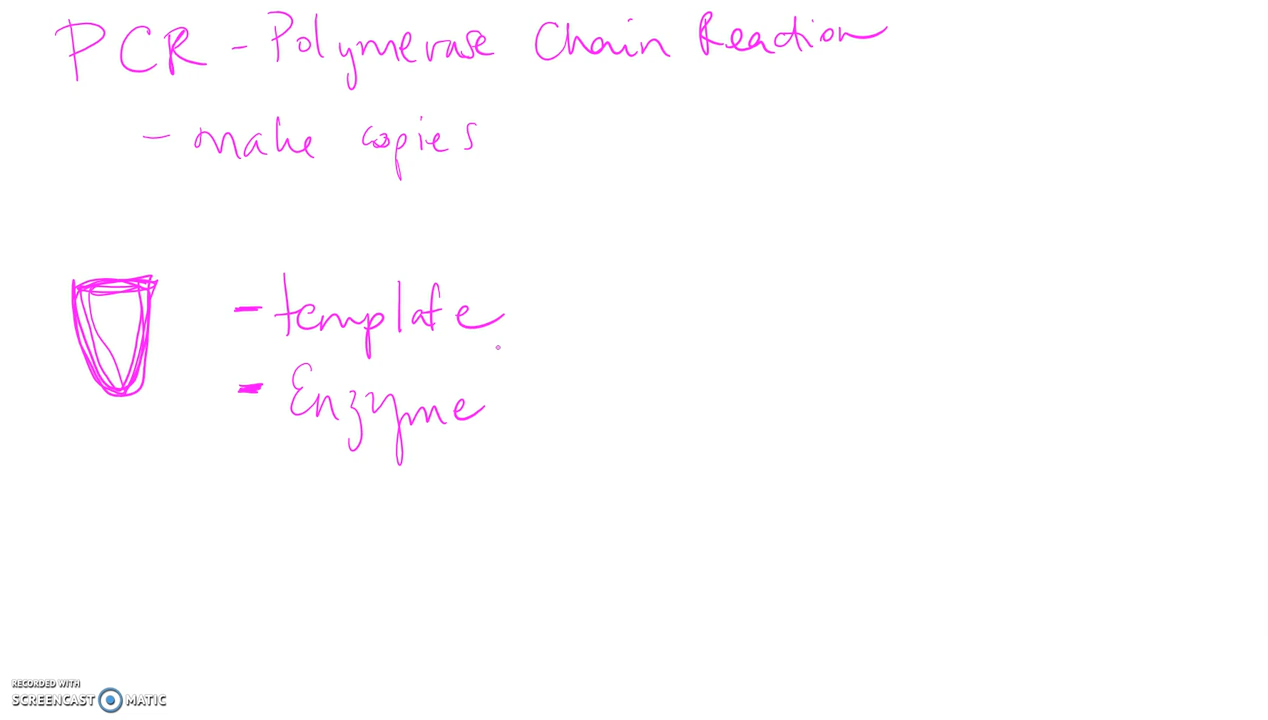 PCR - Polymerase Chain Reaction
- make copies
- template
- Enzyme
RECORDED WITH
SCREENCAST MATIC